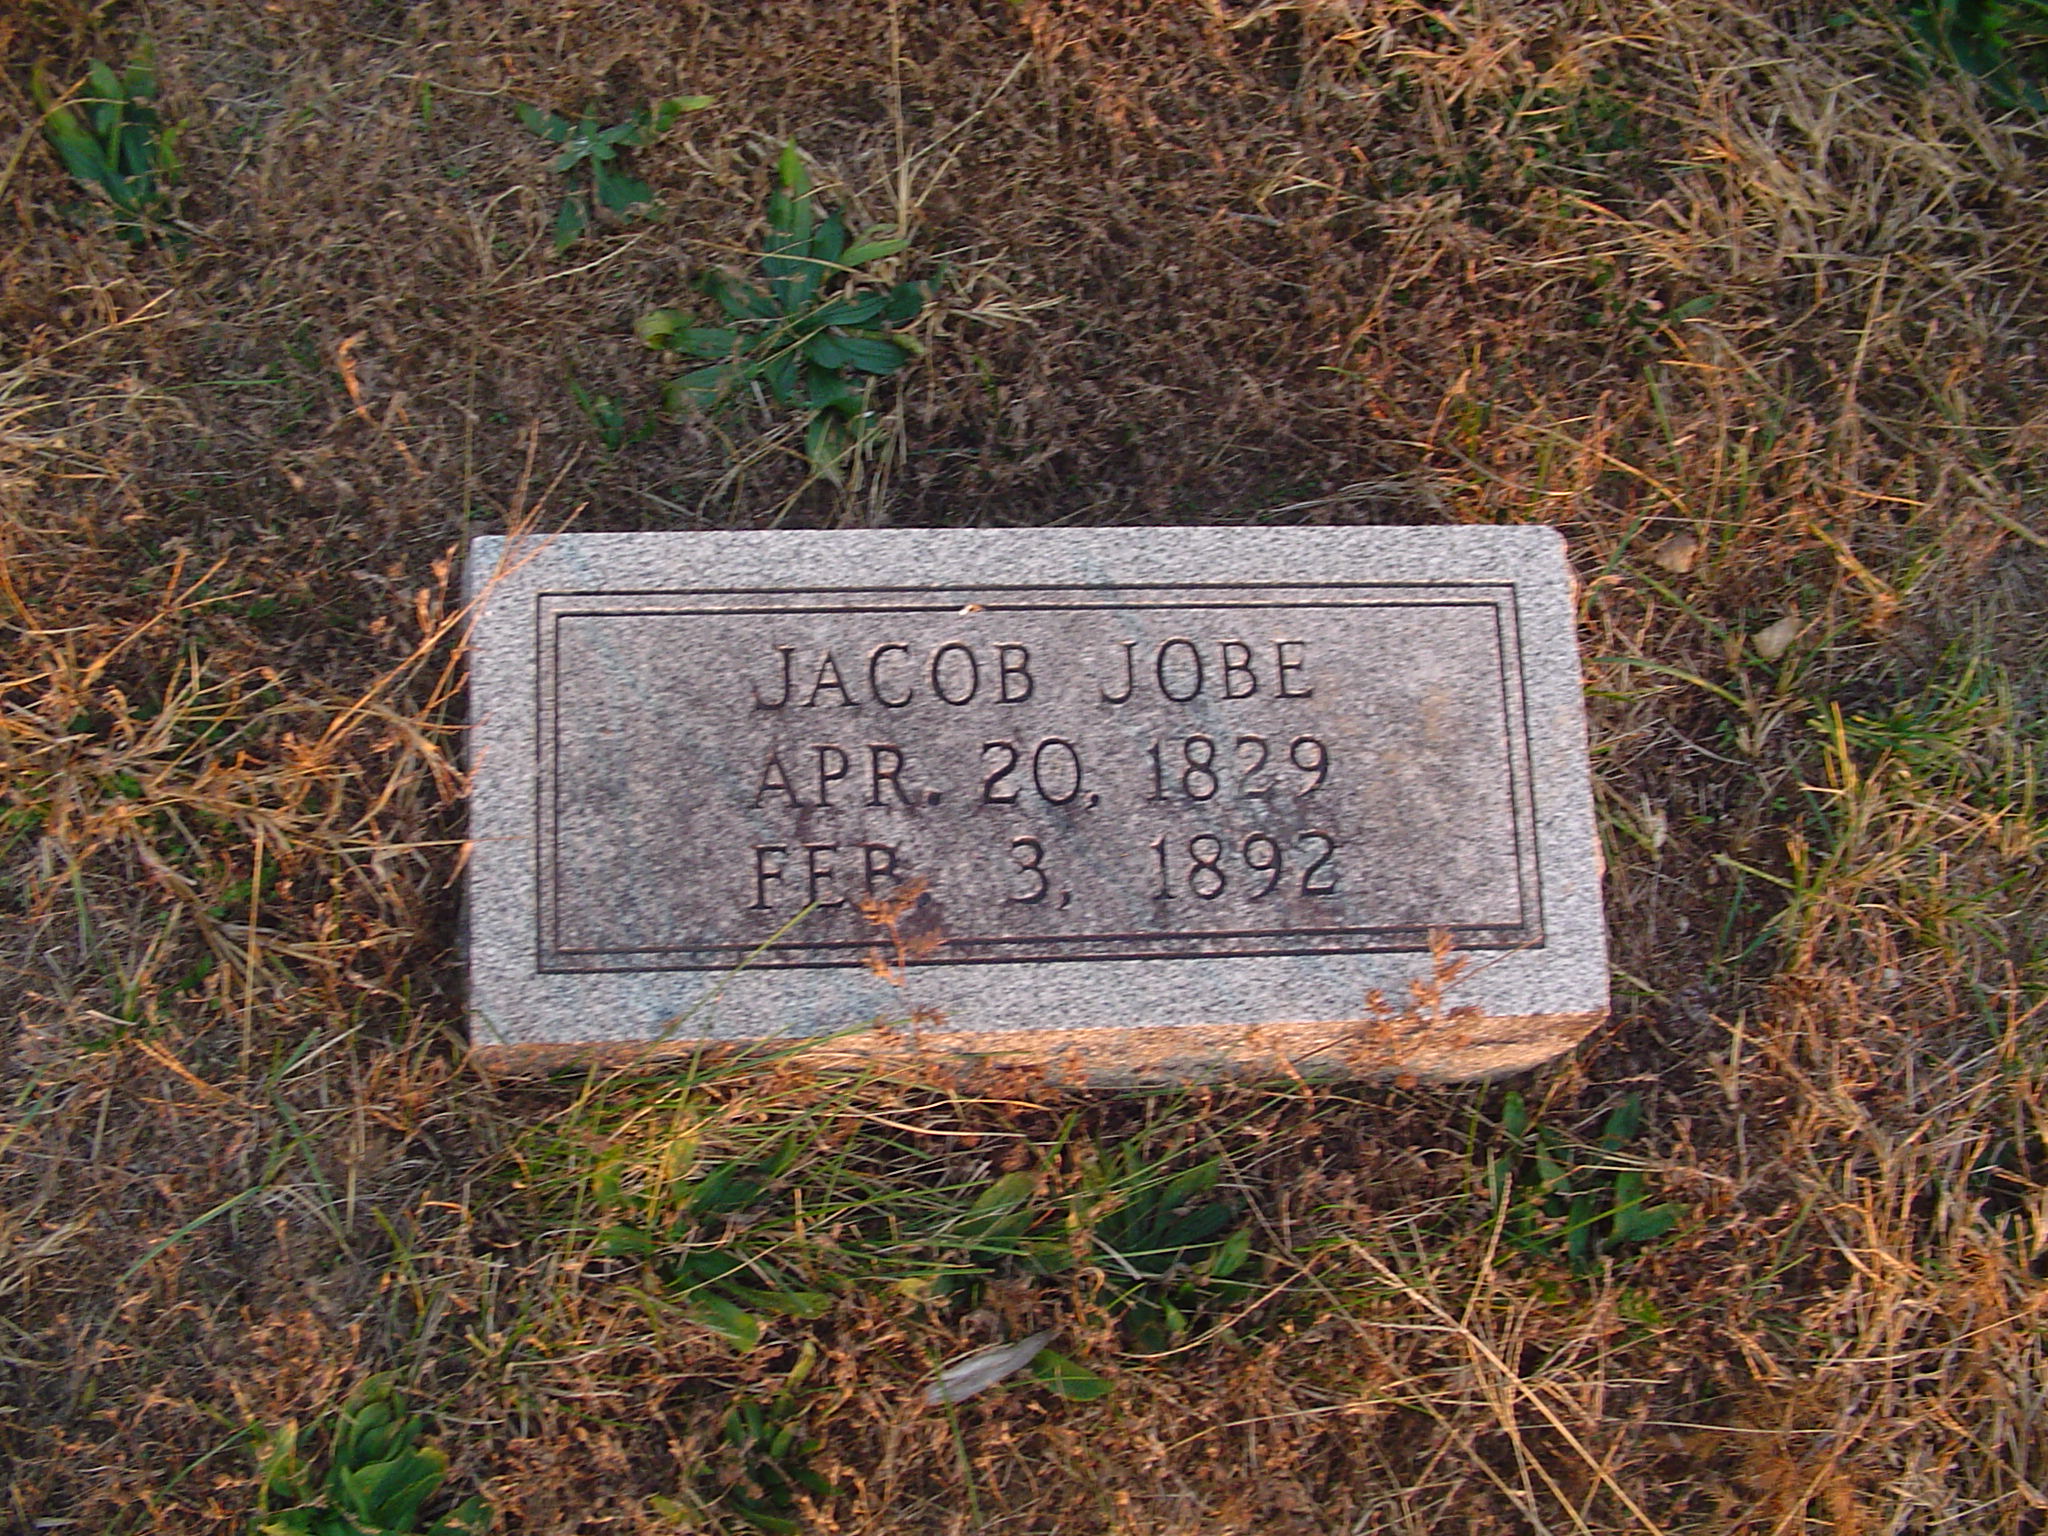 JACOB JOBE
APR. 20, 1829
FEB. 3, 1892